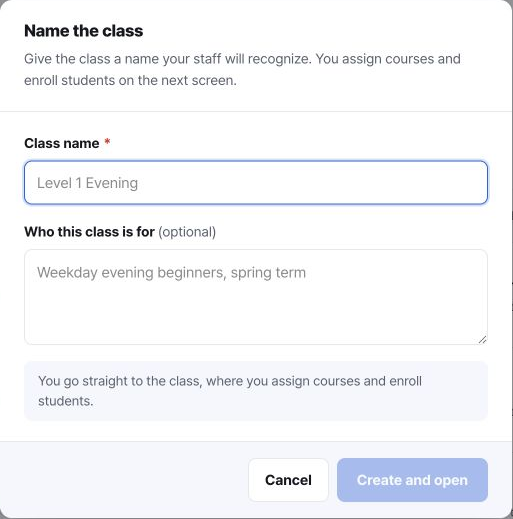 Name the class
Give the class a name your staff will recognize. You assign courses and
enroll students on the next screen.
Class name *
Level 1 Evening
Who this class is for (optional)
Weekday evening beginners, spring term
You go straight to the class, where you assign courses and enroll
students.
Cancel
Create and open